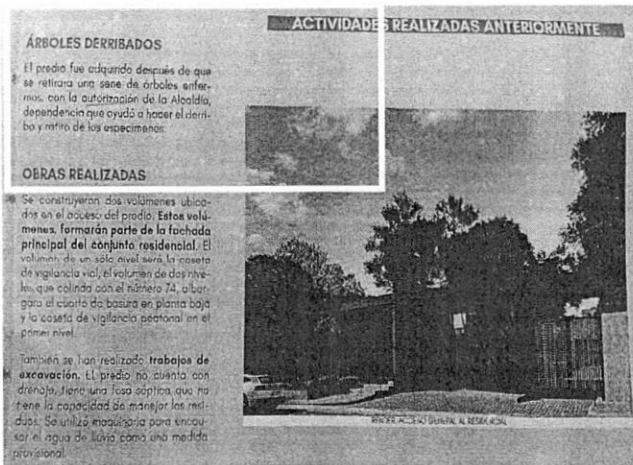 ACTIVIDADES REALIZADAS ANTERIORMENTE
ÁRBOLES DERRIBADOS
El predio fue adquirido después de que
se retirara una serie de árboles enfer-
mos, con la autorización de la Alcaldía,
dependencia que ayudó a hacer el derri-
bo y retiro de los especímenes.
OBRAS REALIZADAS
Se construyeron dos volúmenes ubica-
dos en el acceso del predio. Estos volú-
menes, formarán parte de la fachada
principal del conjunto residencial. El
volumen de un sólo nivel será la caseta
de vigilancia vial, el volumen de dos nive-
les, que colinda con el número 74, alber-
gará el cuarto de basura en planta baja
y la caseta de vigilancia peatonal en el
primer nivel.
También se han realizado trabajos de
excavación. El predio no cuenta con
drenaje, tiene una fosa séptica que no
tiene la capacidad de manejar los resi-
duos. Se utilizó maquinaria para encau-
sar el agua de lluvia como una medida
provisional.
RENDER: ACCESO GENERAL AL RESIDENCIAL